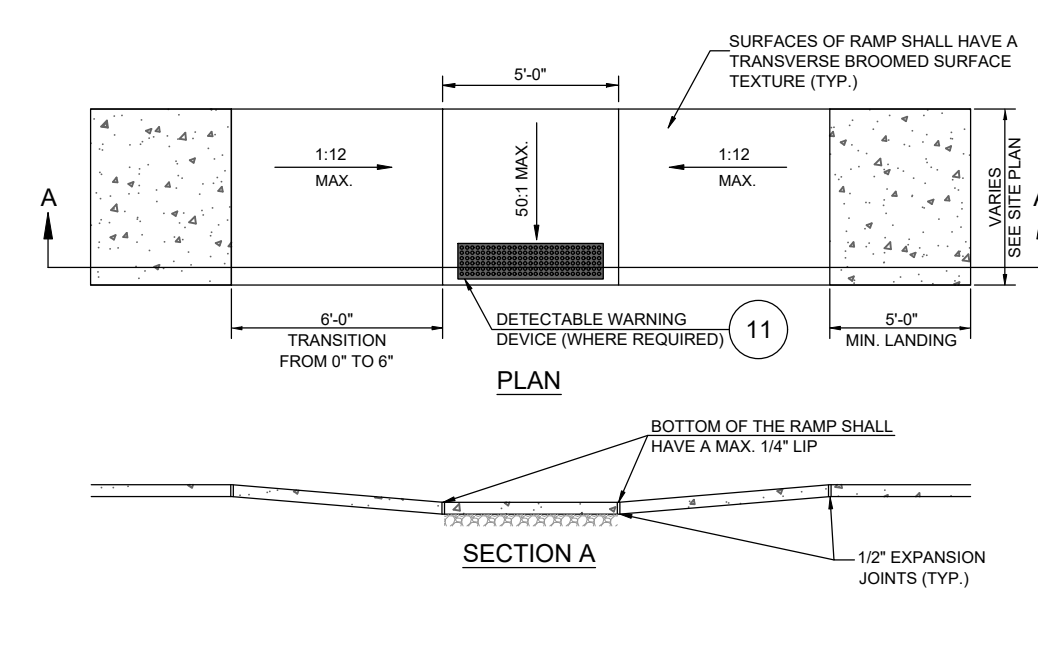 SURFACES OF RAMP SHALL HAVE A
TRANSVERSE BROOMED SURFACE
TEXTURE (TYP.)
5'-0"
1:12
MAX.
50:1 MAX.
1:12
MAX.
VARIES
SEE SITE PLAN
A
A
6'-0"
TRANSITION
FROM 0" TO 6"
DETECTABLE WARNING
DEVICE (WHERE REQUIRED)
11
5'-0"
MIN. LANDING
PLAN
BOTTOM OF THE RAMP SHALL
HAVE A MAX. 1/4" LIP
SECTION A
1/2" EXPANSION
JOINTS (TYP.)